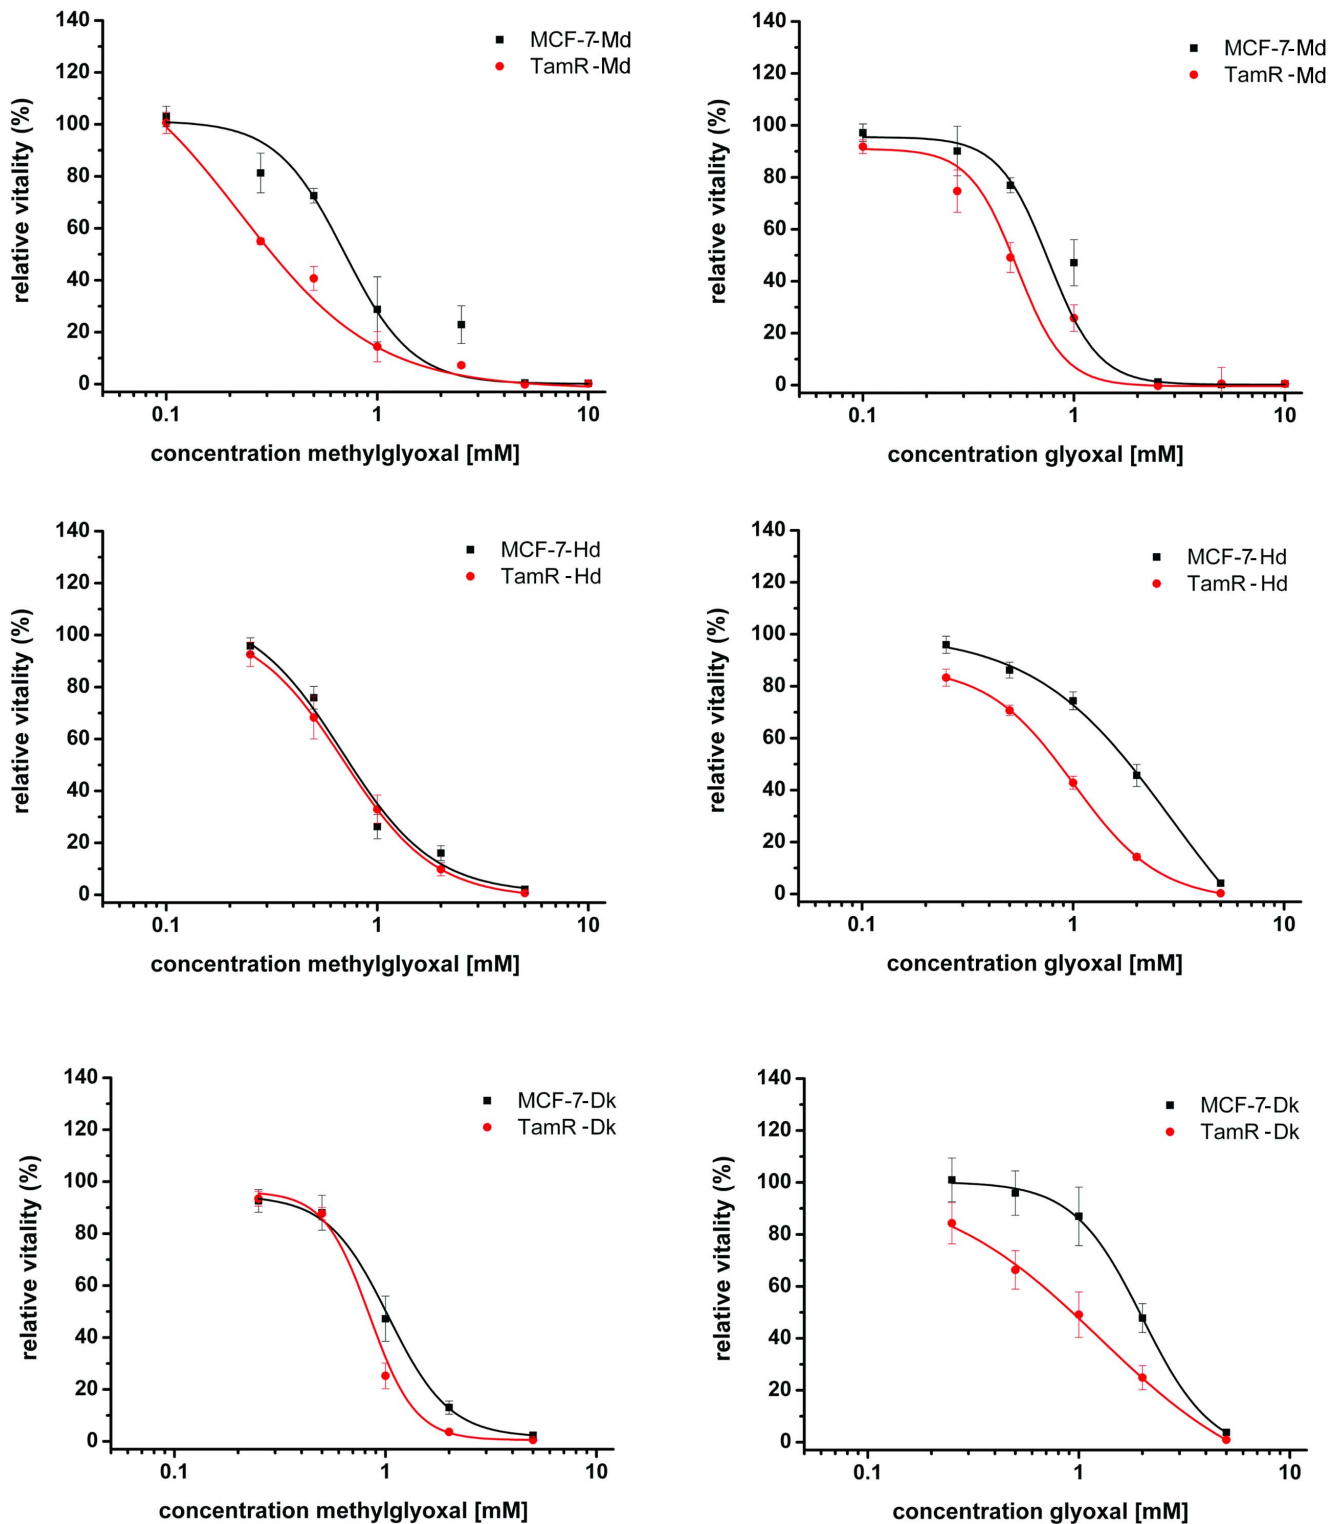 140
120
100
80
60
40
20
0
relative vitality (%)
MCF-7-Md
TamR-Md
0.1 1 10
concentration methylglyoxal [mM]
140
120
100
80
60
40
20
0
relative vitality (%)
MCF-7-Md
TamR-Md
0.1 1 10
concentration glyoxal [mM]
140
120
100
80
60
40
20
0
relative vitality (%)
MCF-7-Hd
TamR-Hd
0.1 1 10
concentration methylglyoxal [mM]
140
120
100
80
60
40
20
0
relative vitality (%)
MCF-7-Hd
TamR-Hd
0.1 1 10
concentration glyoxal [mM]
140
120
100
80
60
40
20
0
relative vitality (%)
MCF-7-Dk
TamR-Dk
0.1 1 10
concentration methylglyoxal [mM]
140
120
100
80
60
40
20
0
relative vitality (%)
MCF-7-Dk
TamR-Dk
0.1 1 10
concentration glyoxal [mM]